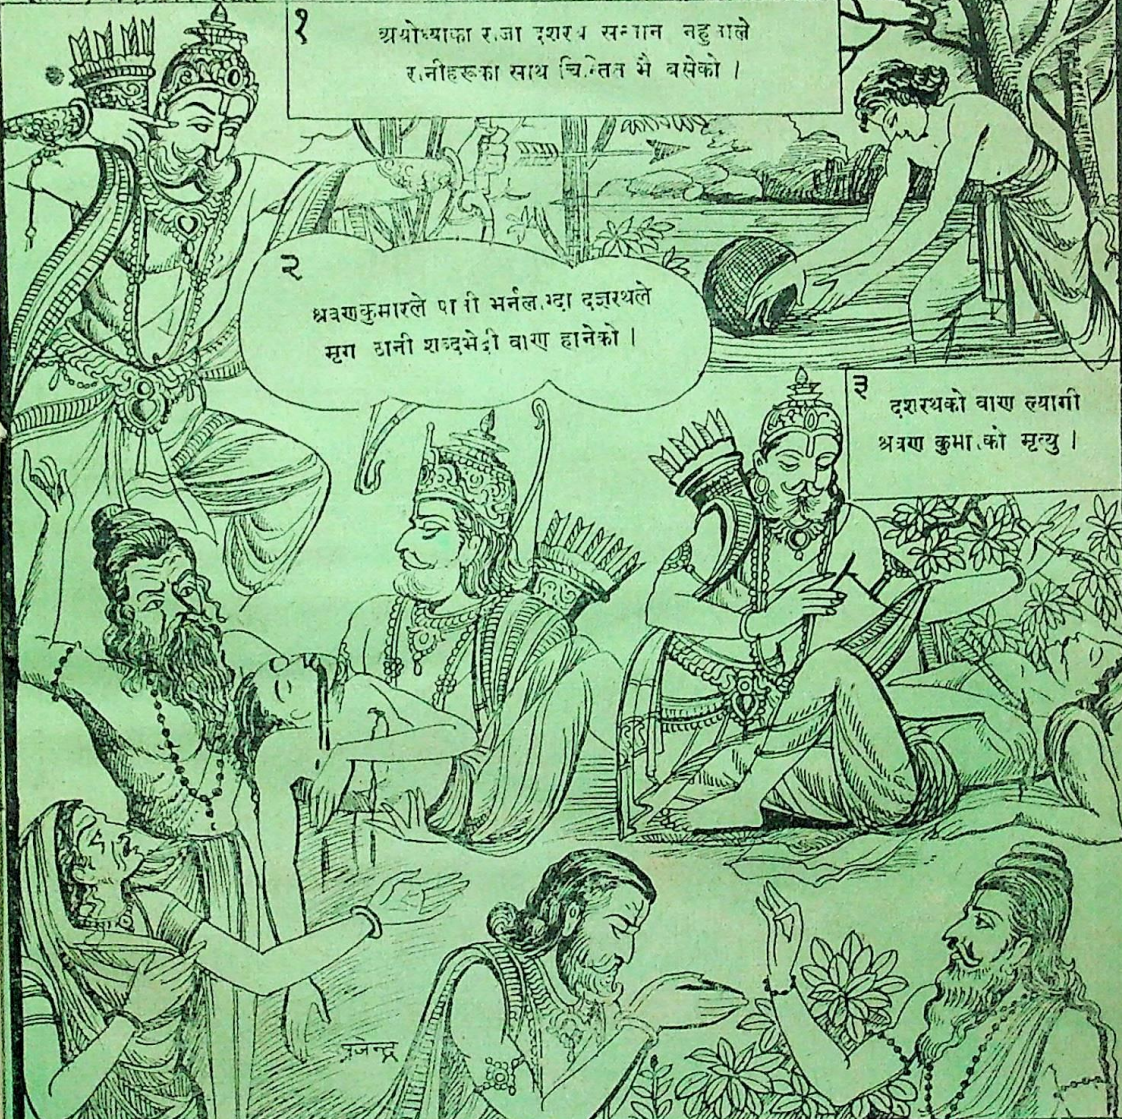 १
अयोध्याका राजा दशरथ सन्तान नहुनाले
रानीहरूका साथ चिन्तित भै बसेको ।
२
श्रवणकुमारले पानी भर्नलाग्दा दशरथले
मृग ठानी शब्दभेदी वाण हानेको ।
३
दशरथको वाण ल्यागी
श्रवण कुमारको मृत्यु ।